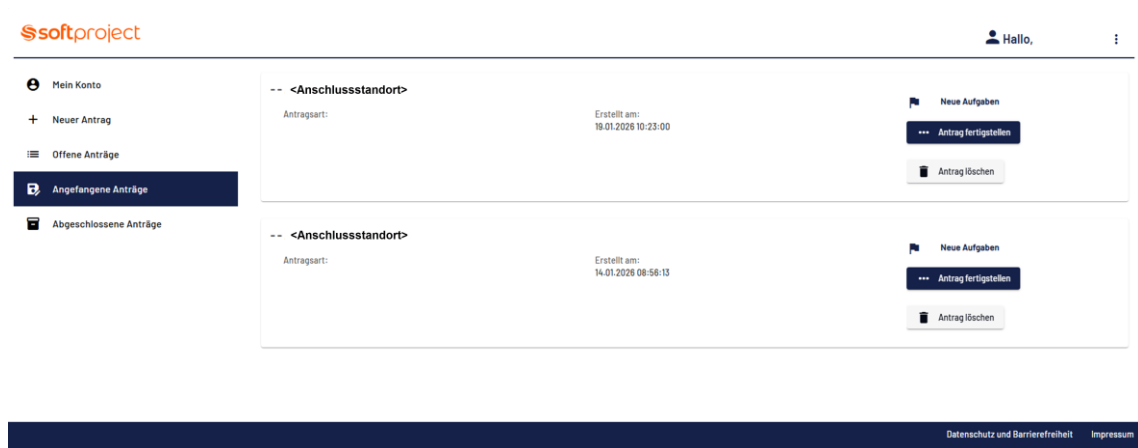 softproject
Hallo,
Mein Konto
Neuer Antrag
Offene Anträge
Angefangene Anträge
Abgeschlossene Anträge
-- <Anschlussstandort>
Antragsart:
Erstellt am:
19.01.2026 10:23:00
Neue Aufgaben
Antrag fertigstellen
Antrag löschen
-- <Anschlussstandort>
Antragsart:
Erstellt am:
14.01.2026 08:56:13
Neue Aufgaben
Antrag fertigstellen
Antrag löschen
Datenschutz und Barrierefreiheit Impressum